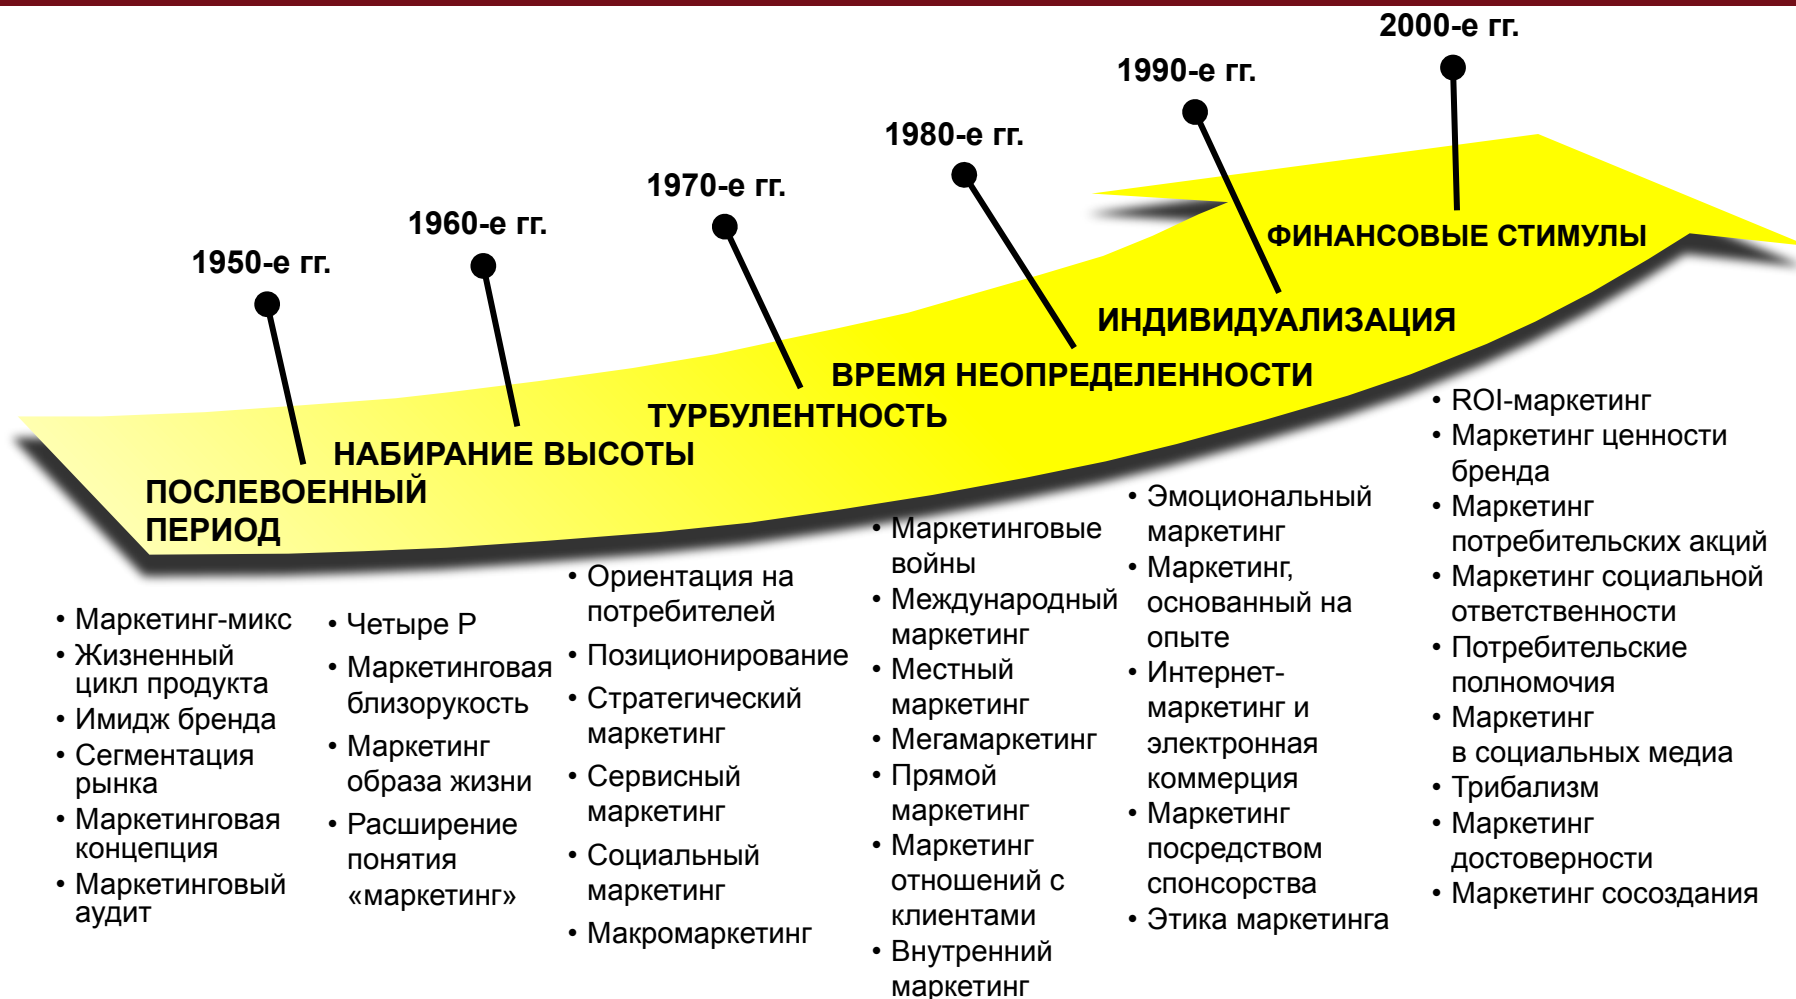 2000-е гг.
1990-е гг.
1980-е гг.
1970-е гг.
1960-е гг.
1950-е гг.
ФИНАНСОВЫЕ СТИМУЛЫ
ИНДИВИДУАЛИЗАЦИЯ
ВРЕМЯ НЕОПРЕДЕЛЕННОСТИ
ТУРБУЛЕНТНОСТЬ
НАБИРАНИЕ ВЫСОТЫ
ПОСЛЕВОЕННЫЙ
ПЕРИОД
• Маркетинг-микс
• Жизненный
цикл продукта
• Имидж бренда
• Сегментация
рынка
• Маркетинговая
концепция
• Маркетинговый
аудит
• Четыре P
• Маркетинговая
близорукость
• Маркетинг
образа жизни
• Расширение
понятия
«маркетинг»
• Ориентация на
потребителей
• Позиционирование
• Стратегический
маркетинг
• Сервисный
маркетинг
• Социальный
маркетинг
• Макромаркетинг
• Маркетинговые
войны
• Международный
маркетинг
• Местный
маркетинг
• Мегамаркетинг
• Прямой
маркетинг
• Маркетинг
отношений с
клиентами
• Внутренний
маркетинг
• Эмоциональный
маркетинг
• Маркетинг,
основанный на
опыте
• Интернет-
маркетинг и
электронная
коммерция
• Маркетинг
посредством
спонсорства
• Этика маркетинга
• ROI-маркетинг
• Маркетинг ценности
бренда
• Маркетинг
потребительских акций
• Маркетинг социальной
ответственности
• Потребительские
полномочия
• Маркетинг
в социальных медиа
• Трибализм
• Маркетинг
достоверности
• Маркетинг сосоздания